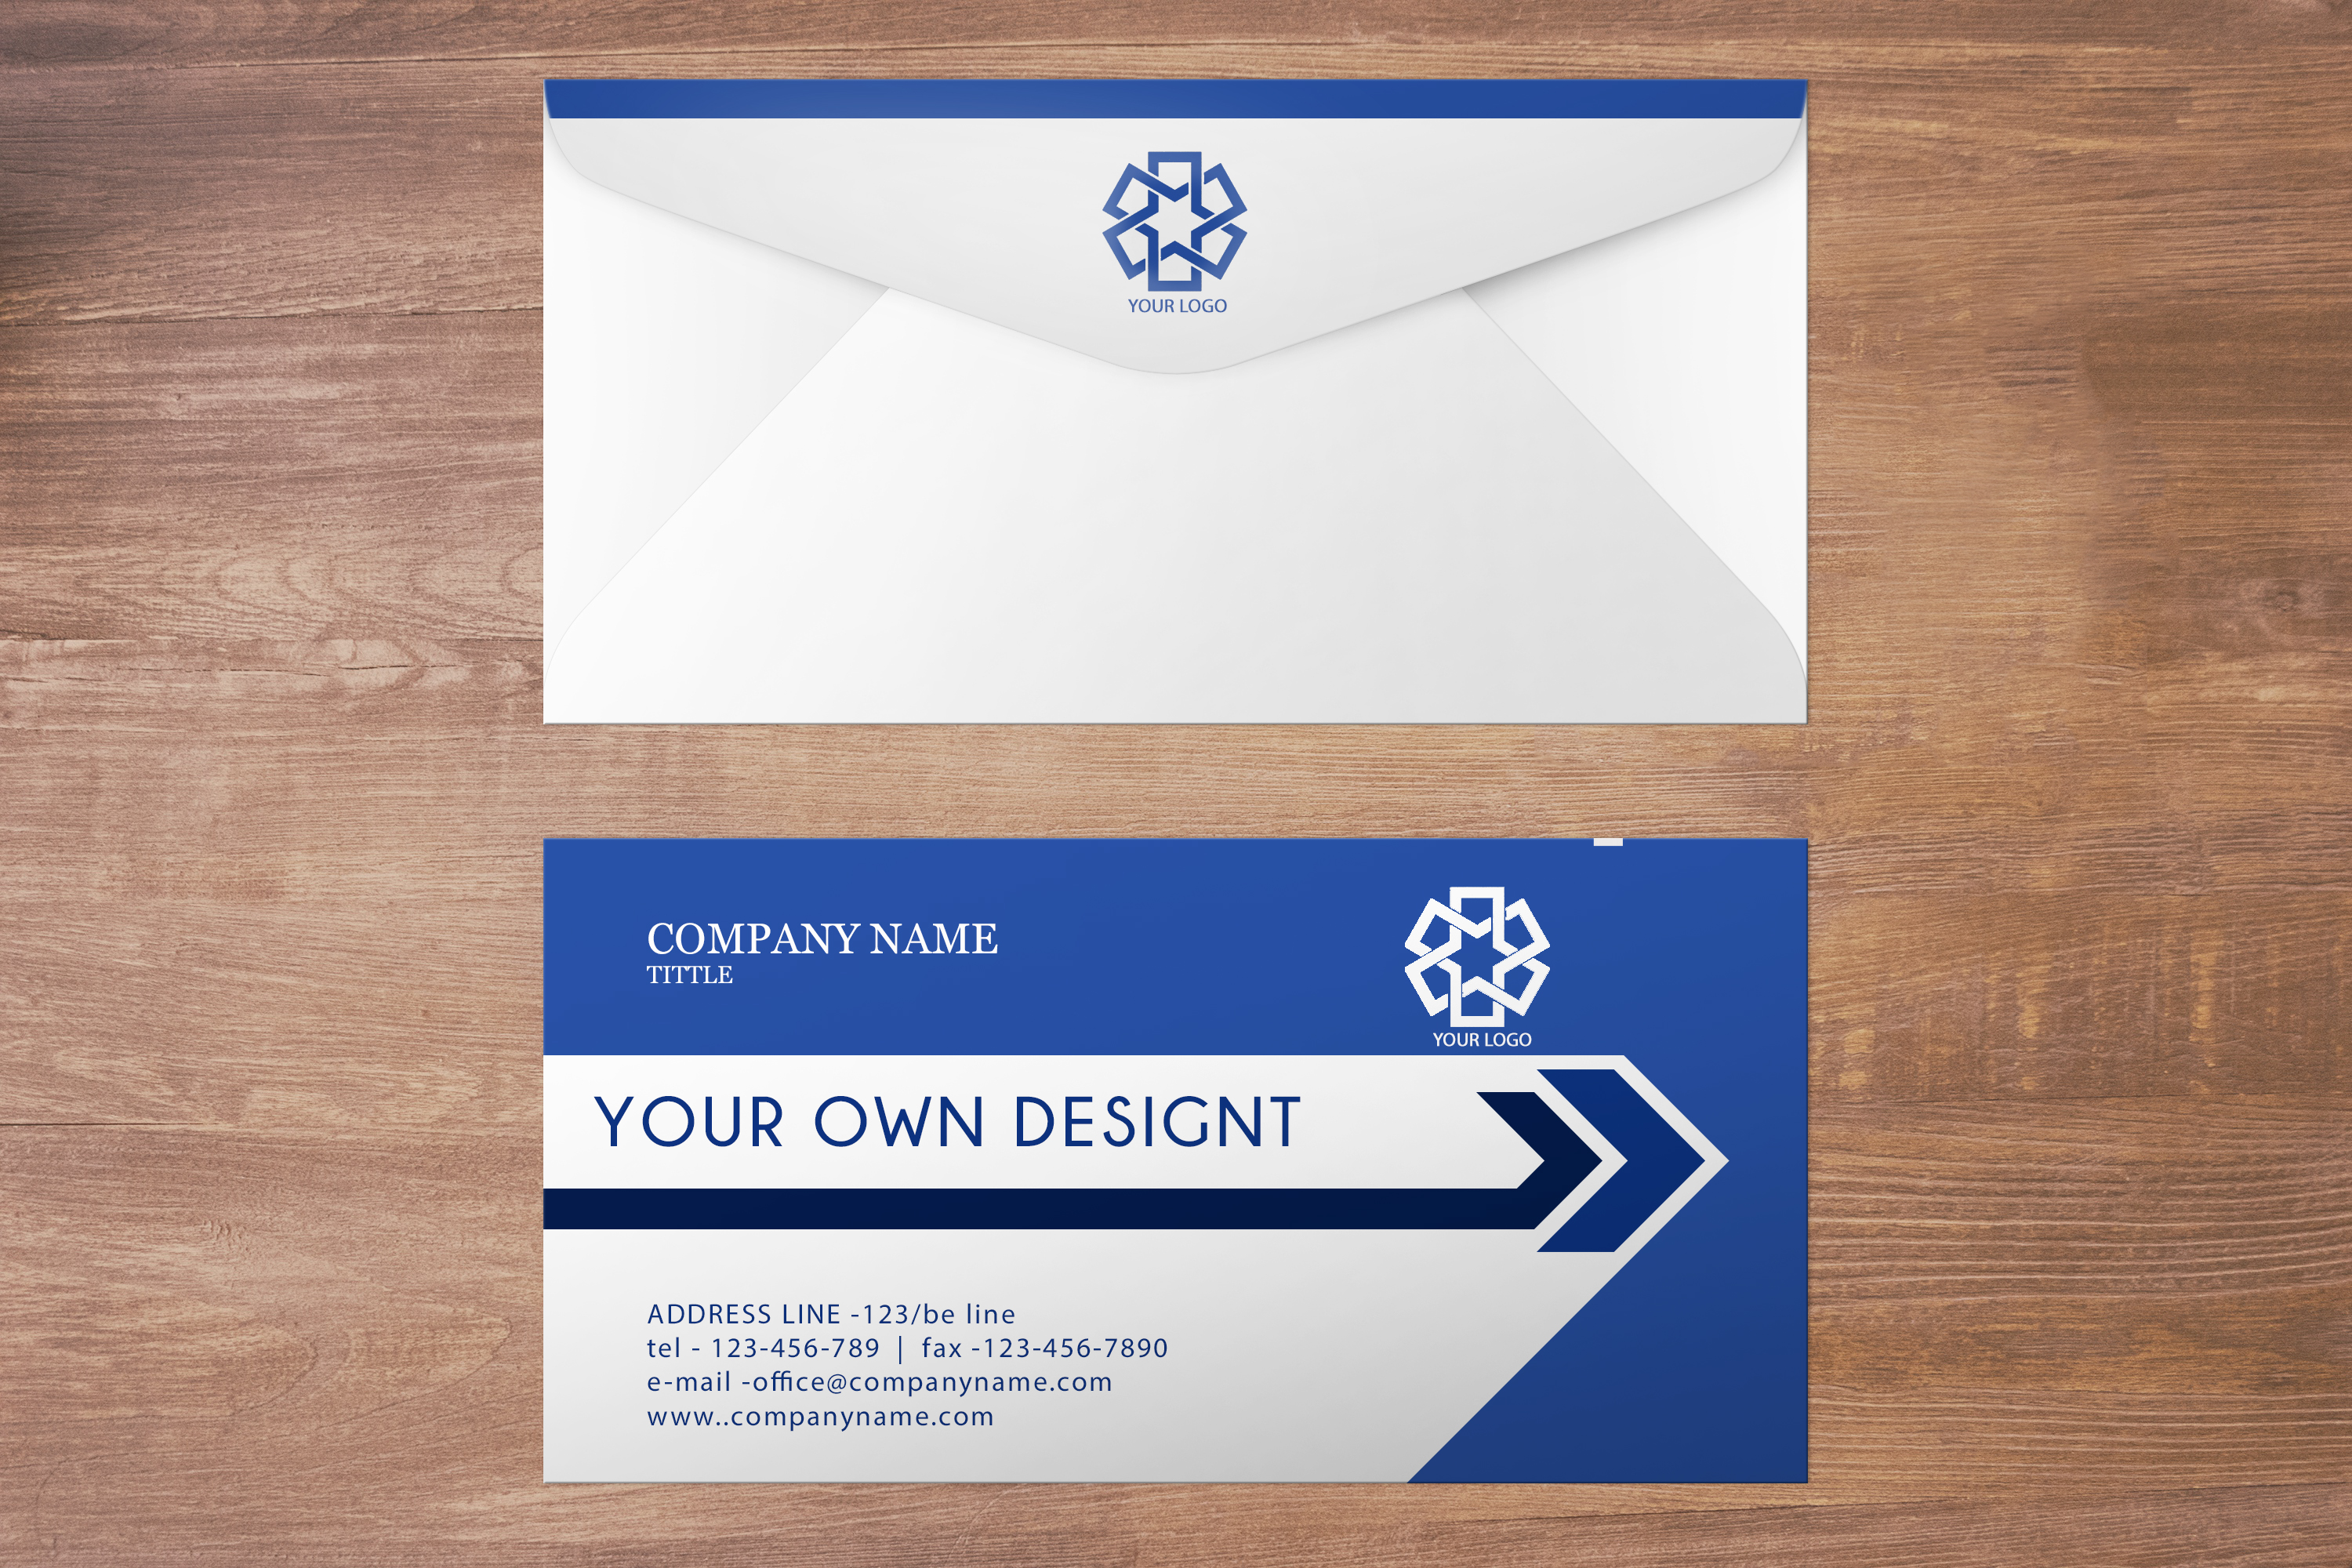 YOUR LOGO
COMPANY NAME
TITTLE
YOUR LOGO
YOUR OWN DESIGNT
ADDRESS LINE -123/be line
tel - 123-456-789 | fax -123-456-7890
e-mail -office@companyname.com
www..companyname.com